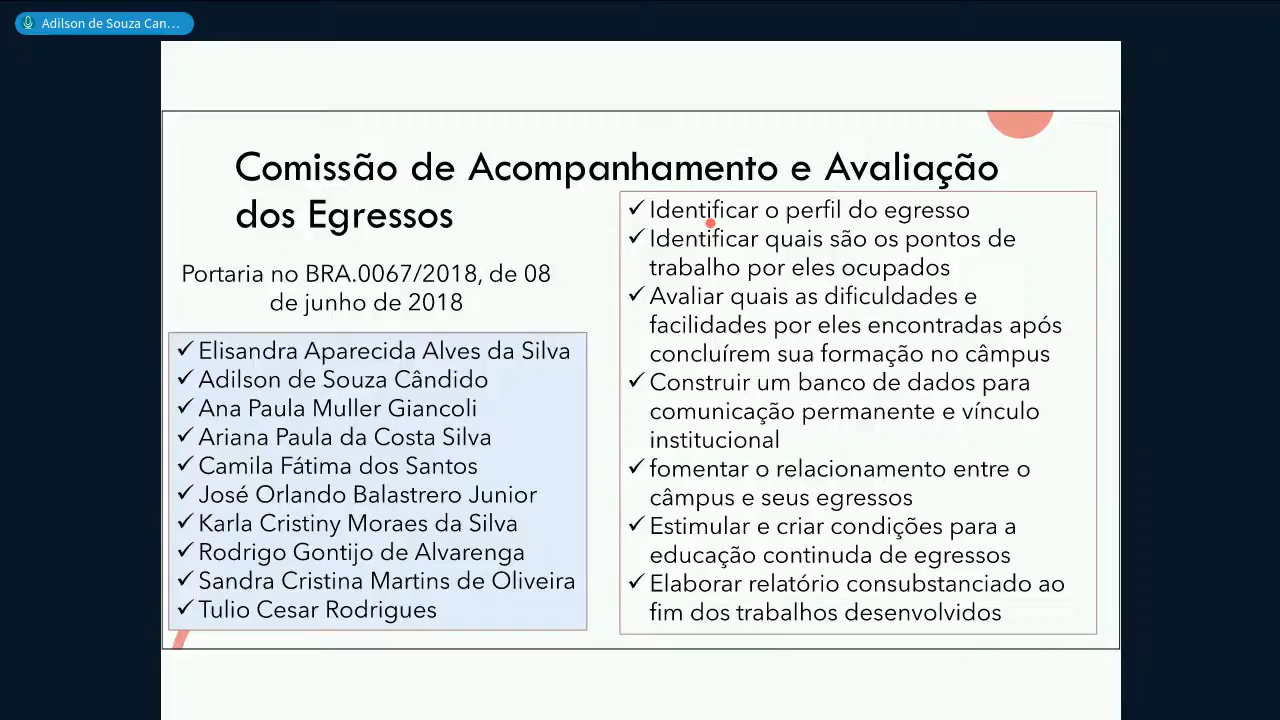 Adilson de Souza Can...
Comissão de Acompanhamento e Avaliação
dos Egressos
Portaria no BRA.0067/2018, de 08
de junho de 2018
✓ Elisandra Aparecida Alves da Silva
✓ Adilson de Souza Cândido
✓ Ana Paula Muller Giancoli
✓ Ariana Paula da Costa Silva
✓ Camila Fátima dos Santos
✓ José Orlando Balastrero Junior
✓ Karla Cristiny Moraes da Silva
✓ Rodrigo Gontijo de Alvarenga
✓ Sandra Cristina Martins de Oliveira
✓ Tulio Cesar Rodrigues
✓ Identificar o perfil do egresso
✓ Identificar quais são os pontos de
trabalho por eles ocupados
✓ Avaliar quais as dificuldades e
facilidades por eles encontradas após
concluírem sua formação no câmpus
✓ Construir um banco de dados para
comunicação permanente e vínculo
institucional
✓ fomentar o relacionamento entre o
câmpus e seus egressos
✓ Estimular e criar condições para a
educação continuda de egressos
✓ Elaborar relatório consubstanciado ao
fim dos trabalhos desenvolvidos